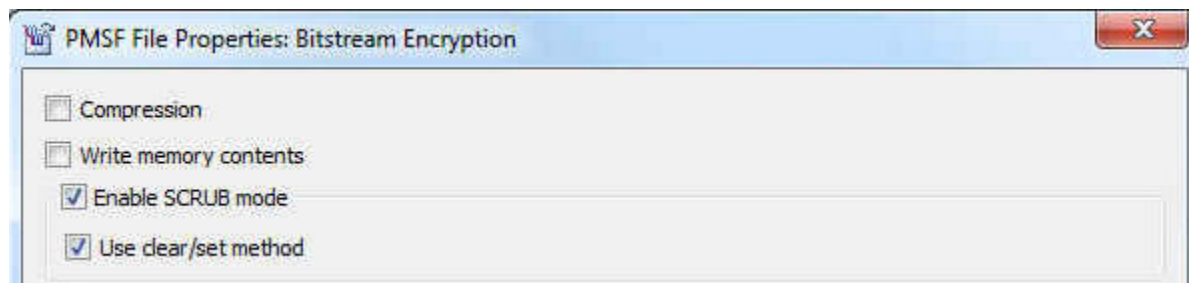 PMSF File Properties: Bitstream Encryption
Compression
Write memory contents
Enable SCRUB mode
Use clear/set method